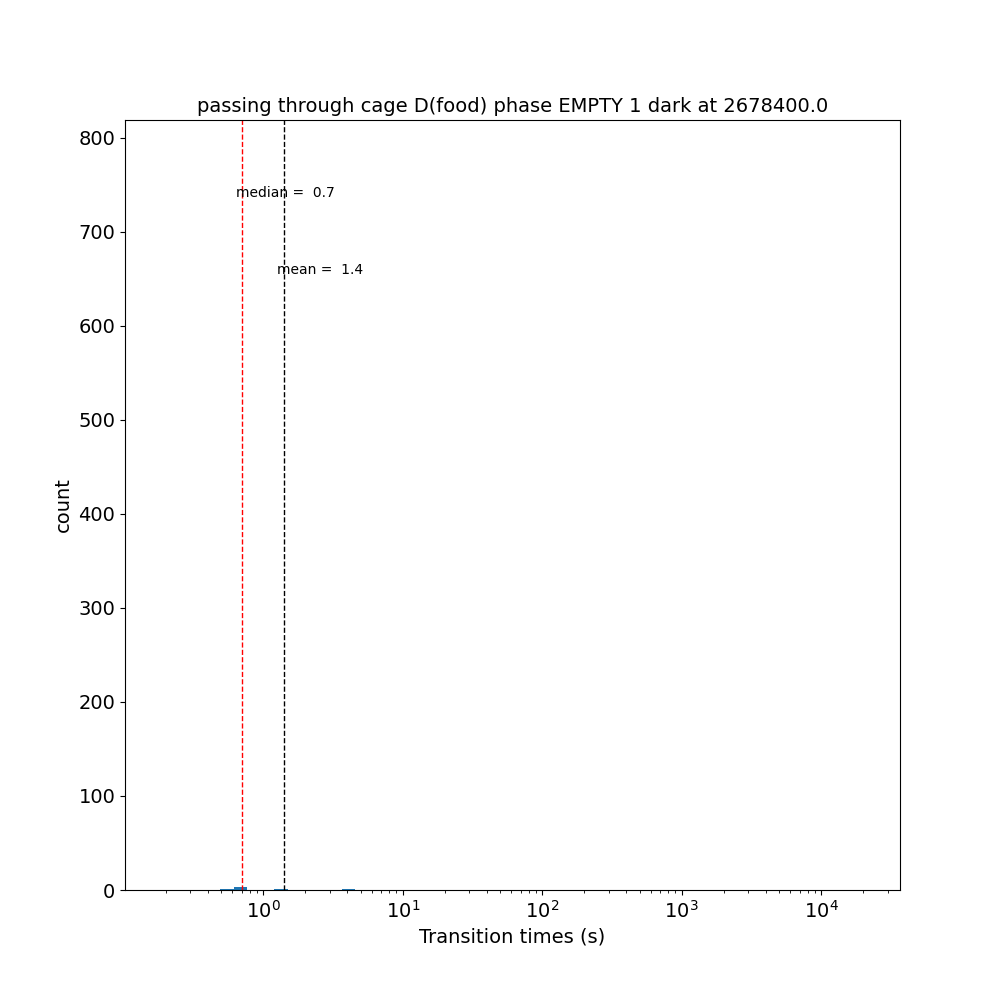 passing through cage D(food) phase EMPTY 1 dark at 2678400.0
800
median =  0.7
700
mean =  1.4
600
500
count
400
300
200
100
0
10^0 10^1 10^2 10^3 10^4
Transition times (s)